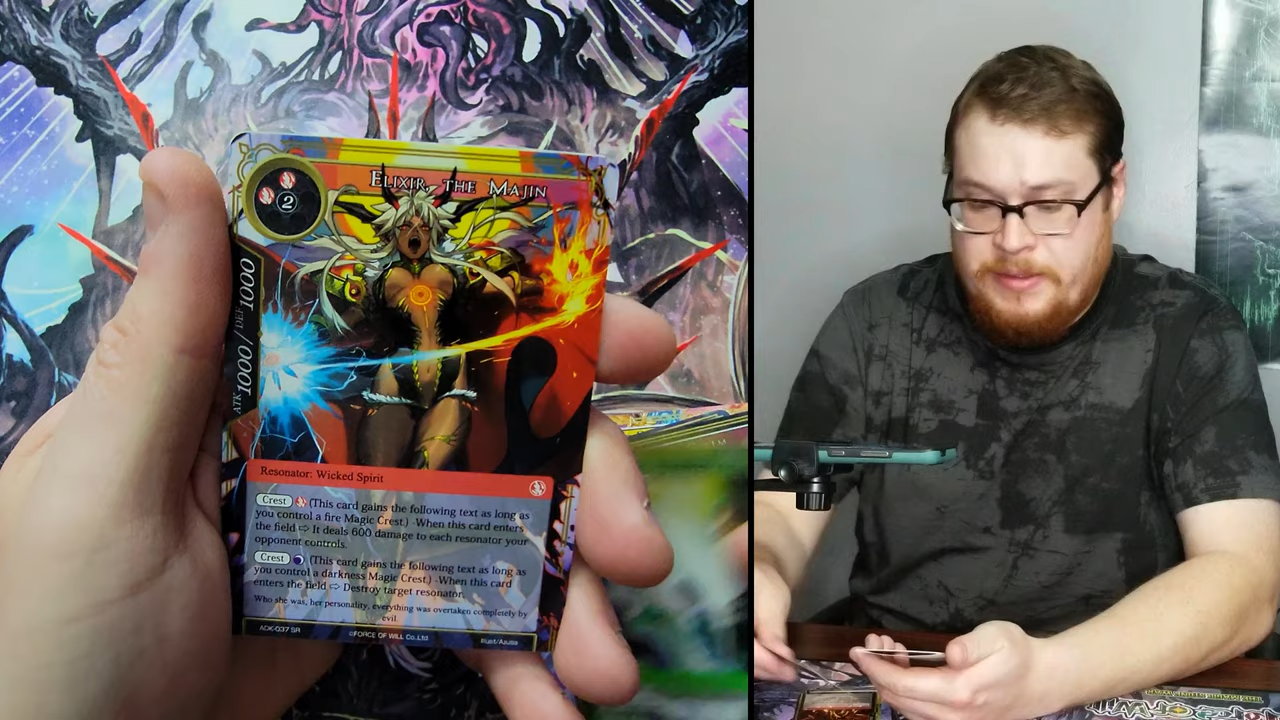 2
ELIXIR, THE MAJIN
ATK 1000 / DEF 1000
Resonator: Wicked Spirit
Crest (This card gains the following text as long as
you control a fire Magic Crest.) -When this card enters
the field ⇨ It deals 600 damage to each resonator your
opponent controls.
Crest (This card gains the following text as long as
you control a darkness Magic Crest.) -When this card
enters the field ⇨ Destroy target resonator.
Who she was, her personality, everything was overtaken completely by
evil
AOK-037 SR ©FORCE OF WILL Co.,Ltd. Rust/Azuba
TM